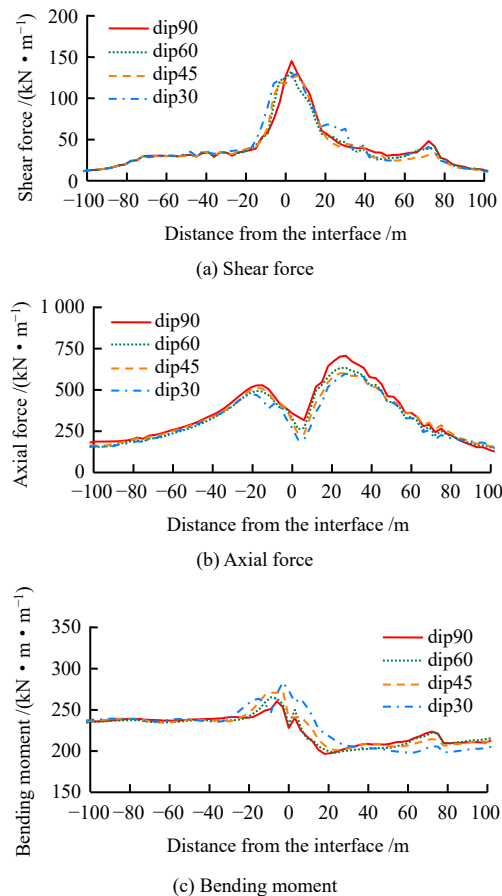 200
150
100
50
0
Shear force /(kN • m⁻¹)
dip90
dip60
dip45
dip30
−100 −80 −60 −40 −20 0 20 40 60 80 100
Distance from the interface /m
(a) Shear force
1 000
750
500
250
0
Axial force /(kN • m⁻¹)
dip90
dip60
dip45
dip30
−100 −80 −60 −40 −20 0 20 40 60 80 100
Distance from the interface /m
(b) Axial force
350
300
250
200
150
Bending moment /(kN • m • m⁻¹)
dip90
dip60
dip45
dip30
−100 −80 −60 −40 −20 0 20 40 60 80 100
Distance from the interface /m
(c) Bending moment